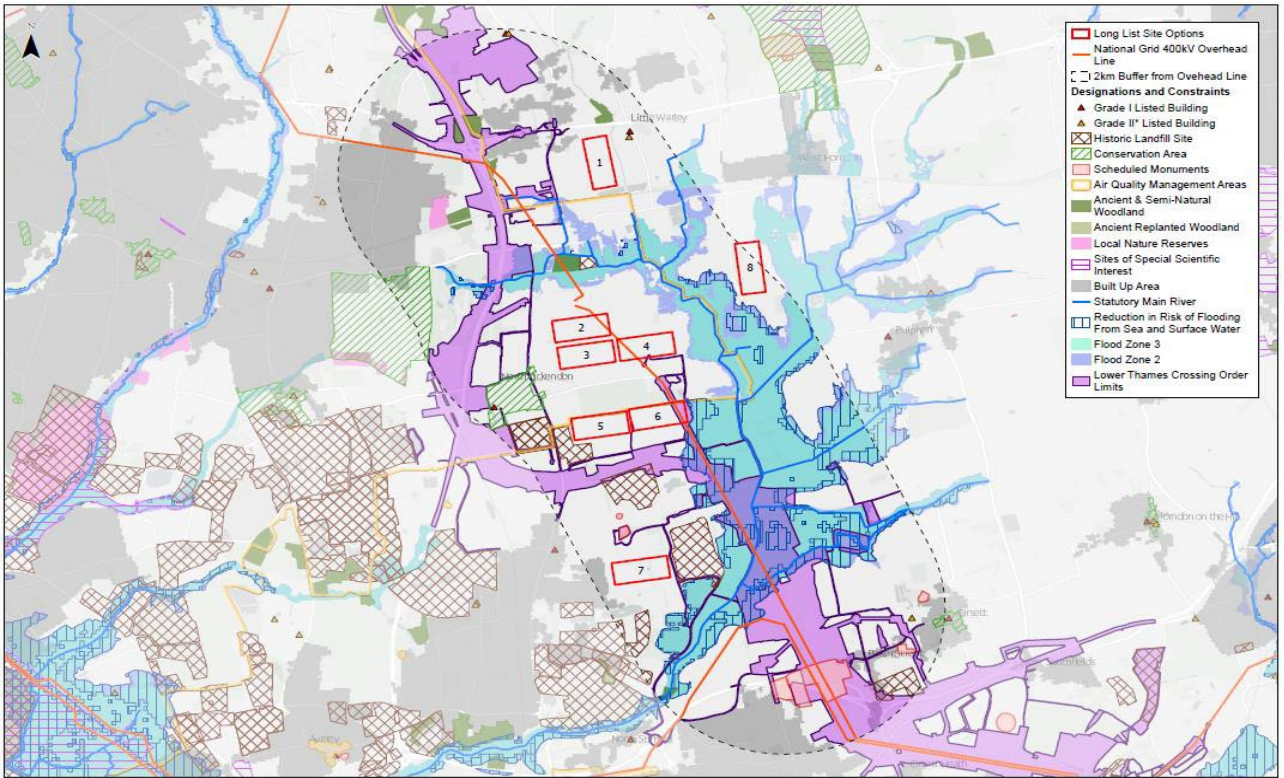 Long List Site Options
National Grid 400kV Overhead
Line
2km Buffer from Ovehead Line
Designations and Constraints
Grade I Listed Building
Grade II* Listed Building
Historic Landfill Site
Conservation Area
Scheduled Monuments
Air Quality Management Areas
Ancient & Semi-Natural
Woodland
Ancient Replanted Woodland
Local Nature Reserves
Sites of Special Scientific
Interest
Built Up Area
Statutory Main River
Reduction in Risk of Flooding
From Sea and Surface Water
Flood Zone 3
Flood Zone 2
Lower Thames Crossing Order
Limits
Little Warley
1
8
2
3
4
Pulphen
5
6
7
Aveley